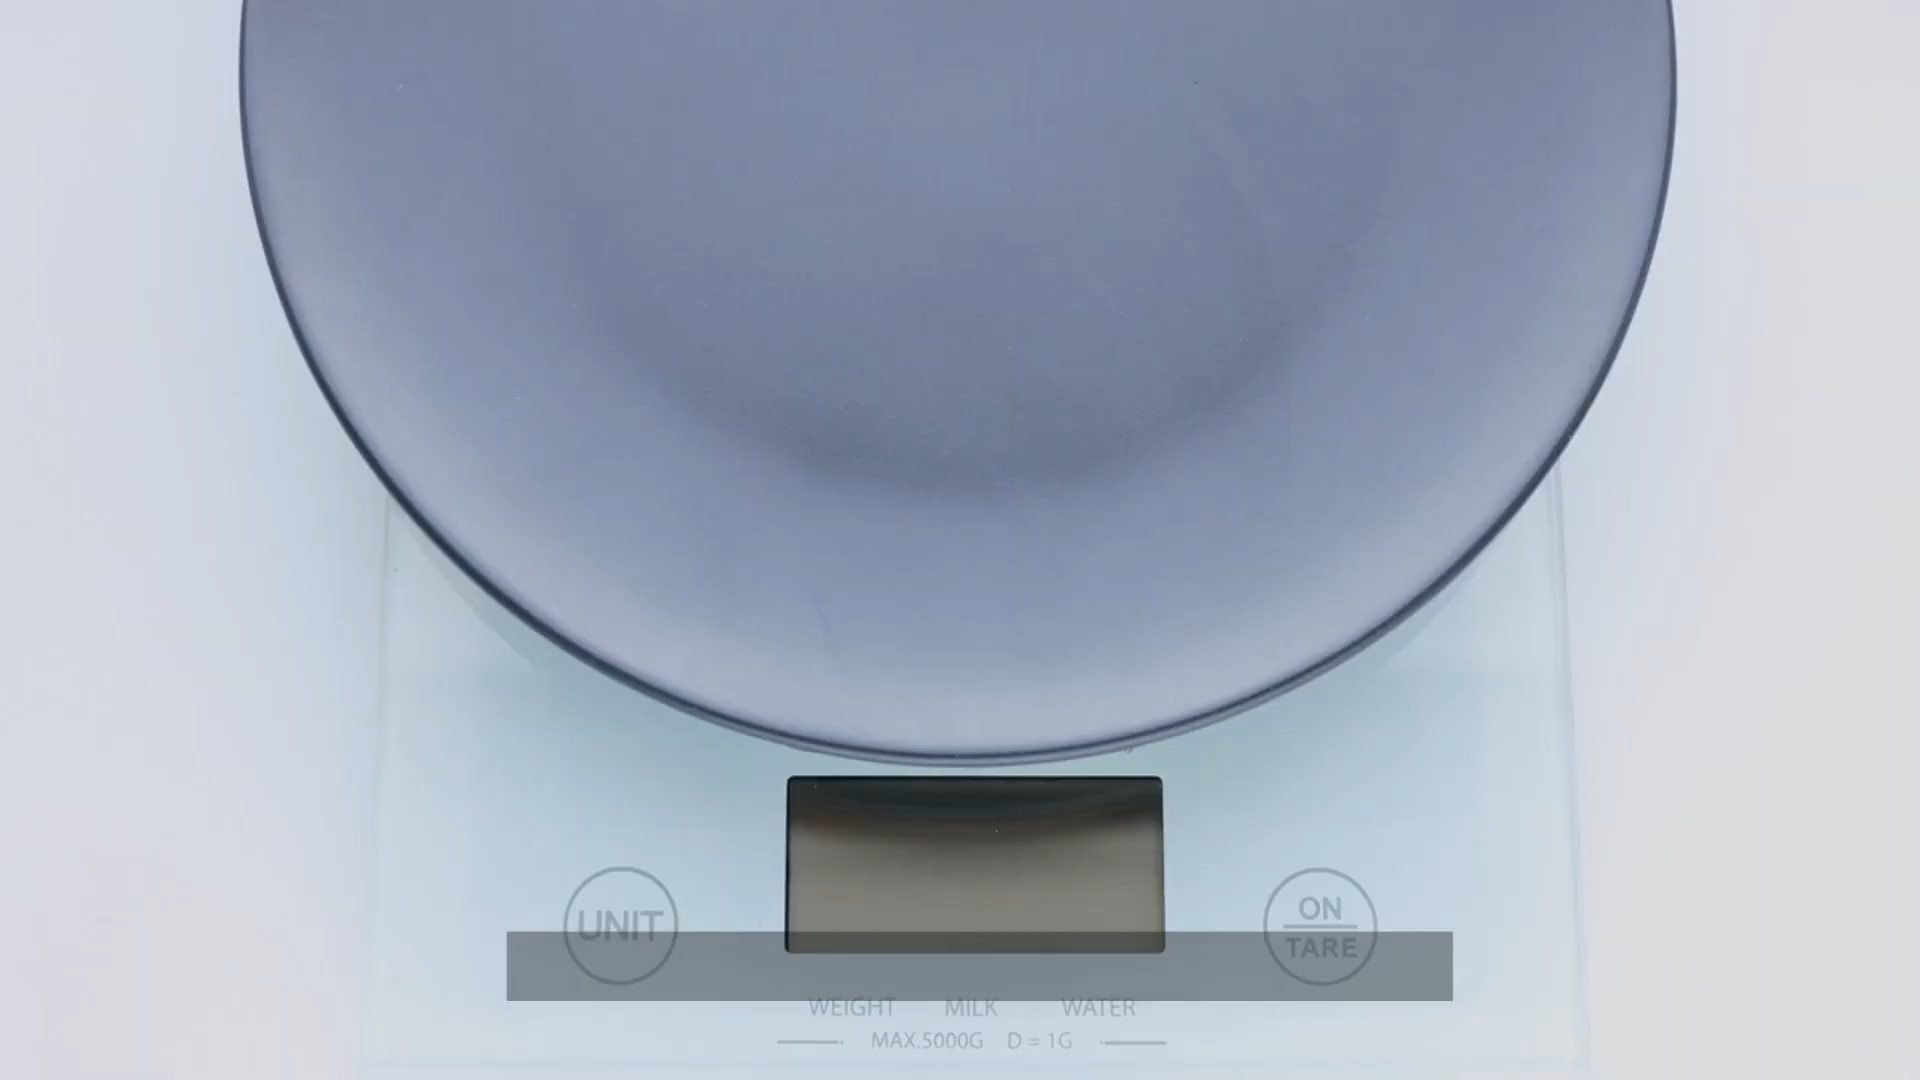 UNIT
ON
TARE
WEIGHT MILK WATER
MAX.5000G D = 1G